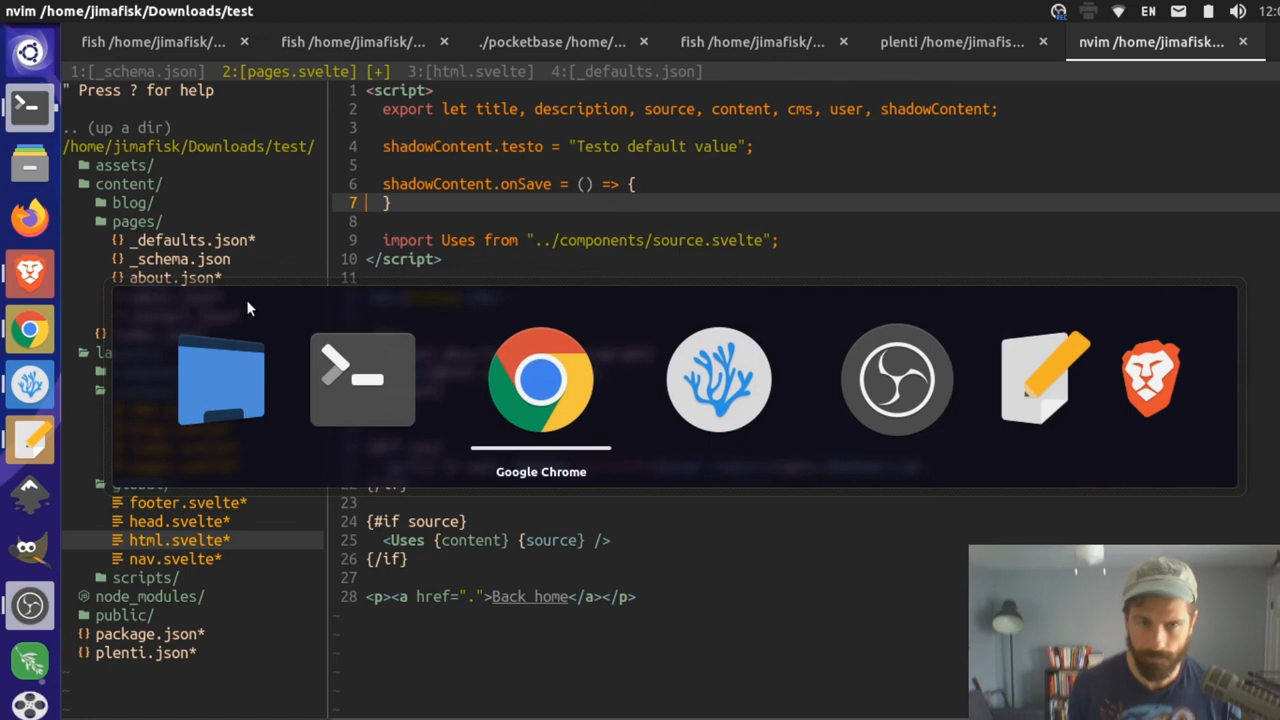 nvim /home/jimafisk/Downloads/test
EN
12:0
fish /home/jimafisk/...
fish /home/jimafisk/...
./pocketbase /home/...
fish /home/jimafisk/...
plenti /home/jimafis...
nvim /home/jimafisk...
1:[_schema.json] 2:[pages.svelte] [+] 3:[html.svelte] 4:[_defaults.json]
" Press ? for help
.. (up a dir)
/home/jimafisk/Downloads/test/
assets/
content/
blog/
pages/
{} _defaults.json*
{} _schema.json
{} about.json*
global/
footer.svelte*
head.svelte*
html.svelte*
nav.svelte*
scripts/
node_modules/
public/
{} package.json*
{} plenti.json*
~
~
~
1 <script>
2 export let title, description, source, content, cms, user, shadowContent;
3
4 shadowContent.testo = "Testo default value";
5
6 shadowContent.onSave = () => {
7 }
8
9 import Uses from "../components/source.svelte";
10 </script>
11
Google Chrome
22 {/if}
23
24 {#if source}
25 <Uses {content} {source} />
26 {/if}
27
28 <p><a href=".">Back home</a></p>
~
~
~
~
~